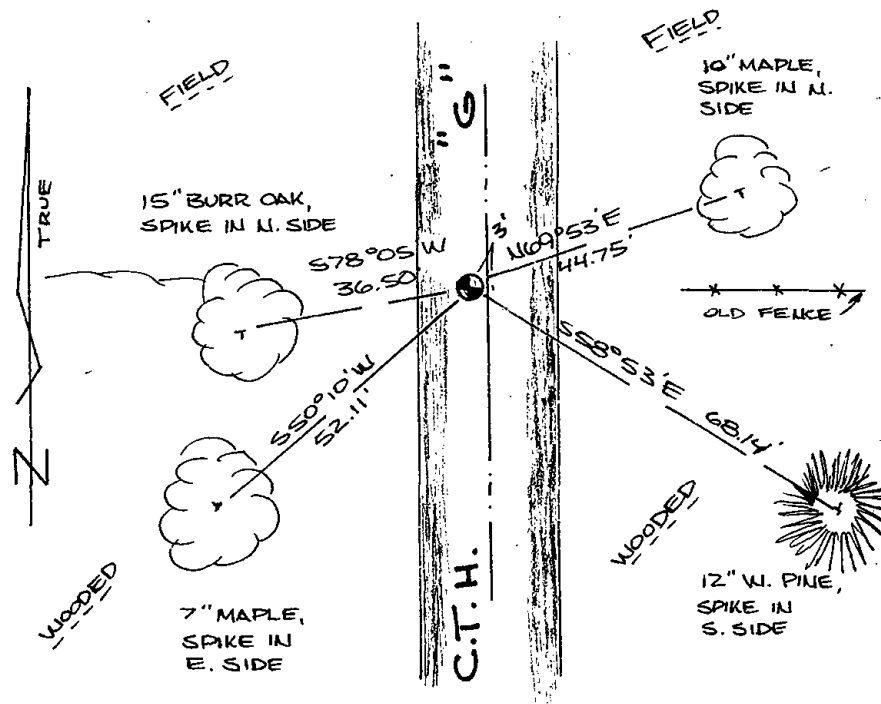 FIELD
FIELD
10" MAPLE,
SPIKE IN N.
SIDE
TRUE
15" BURR OAK,
SPIKE IN N. SIDE
S78°05 W
36.50'
3'
N69°53'E
44.75'
OLD FENCE
S50°10'W
52.11'
S58°53'E
68.14'
N
WOODED
WOODED
7" MAPLE,
SPIKE IN
E. SIDE
C.T.H. "G"
12" W. PINE,
SPIKE IN
S. SIDE